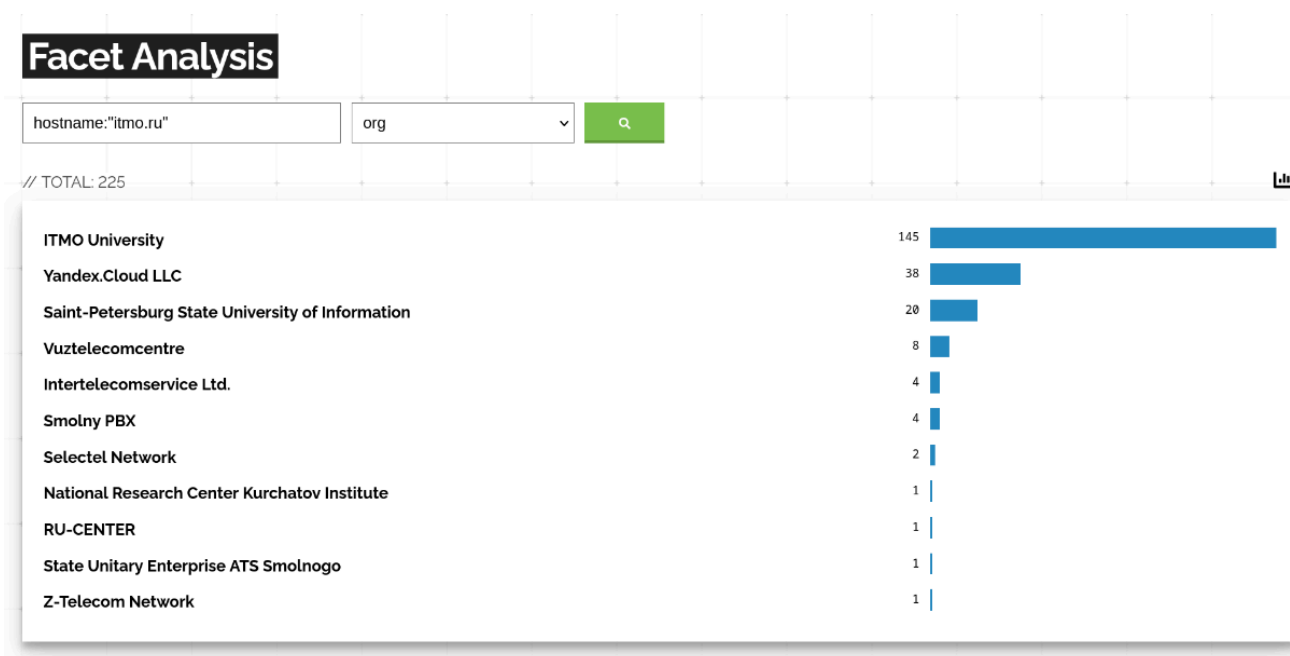 Facet Analysis
hostname:"itmo.ru" org
// TOTAL: 225
ITMO University 145
Yandex.Cloud LLC 38
Saint-Petersburg State University of Information 20
Vuztelecomcentre 8
Intertelecomservice Ltd. 4
Smolny PBX 4
Selectel Network 2
National Research Center Kurchatov Institute 1
RU-CENTER 1
State Unitary Enterprise ATS Smolnogo 1
Z-Telecom Network 1